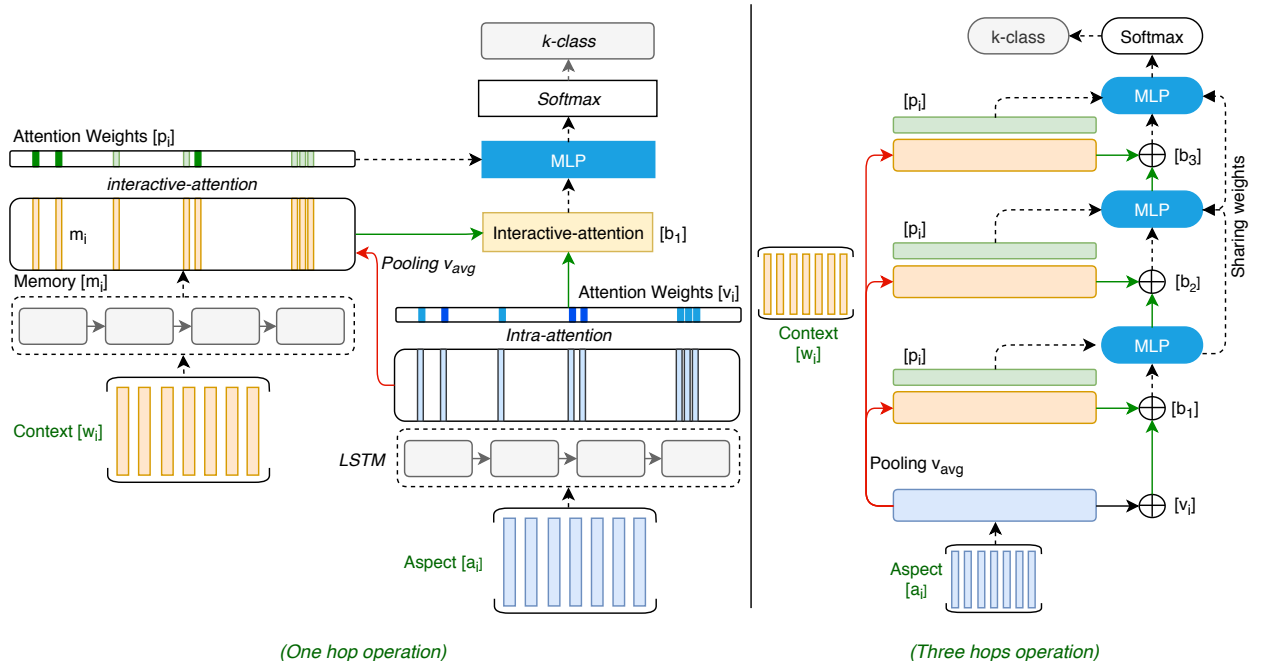 k-class
Softmax
Attention Weights [pi]
MLP
interactive-attention
mi
Interactive-attention
[b1]
Pooling vavg
Memory [mi]
Attention Weights [vi]
Intra-attention
Context [wi]
LSTM
Aspect [ai]
(One hop operation)
k-class
Softmax
[pi]
MLP
[b3]
[pi]
MLP
Sharing weights
[b2]
Context
[wi]
[pi]
MLP
[b1]
Pooling vavg
[vi]
Aspect
[ai]
(Three hops operation)